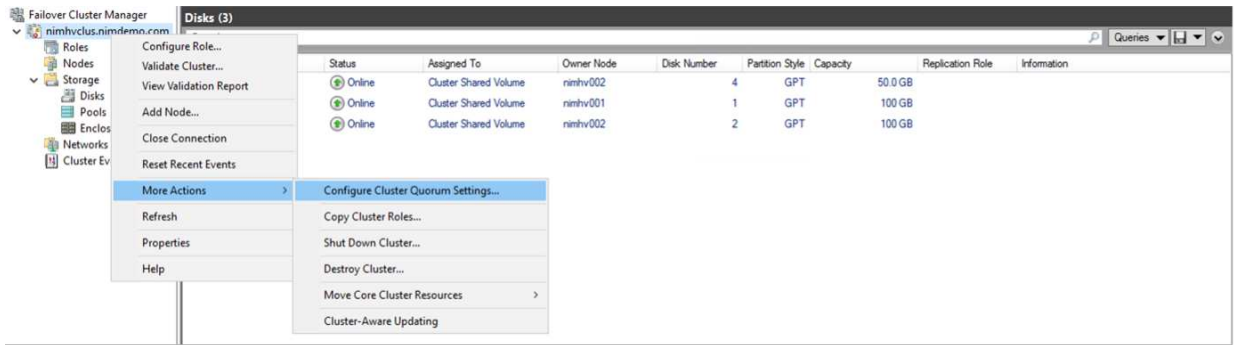 Failover Cluster Manager
nimhvclus.nimdemo.com
Roles
Nodes
Storage
Disks
Pools
Enclos
Networks
Cluster Ev
Disks (3)
Queries
Status Assigned To Owner Node Disk Number Partition Style Capacity Replication Role Information
Online Cluster Shared Volume nimhv002 4 GPT 50.0 GB
Online Cluster Shared Volume nimhv001 1 GPT 100 GB
Online Cluster Shared Volume nimhv002 2 GPT 100 GB
Configure Role...
Validate Cluster...
View Validation Report
Add Node...
Close Connection
Reset Recent Events
More Actions
Refresh
Properties
Help
Configure Cluster Quorum Settings...
Copy Cluster Roles...
Shut Down Cluster...
Destroy Cluster...
Move Core Cluster Resources
Cluster-Aware Updating